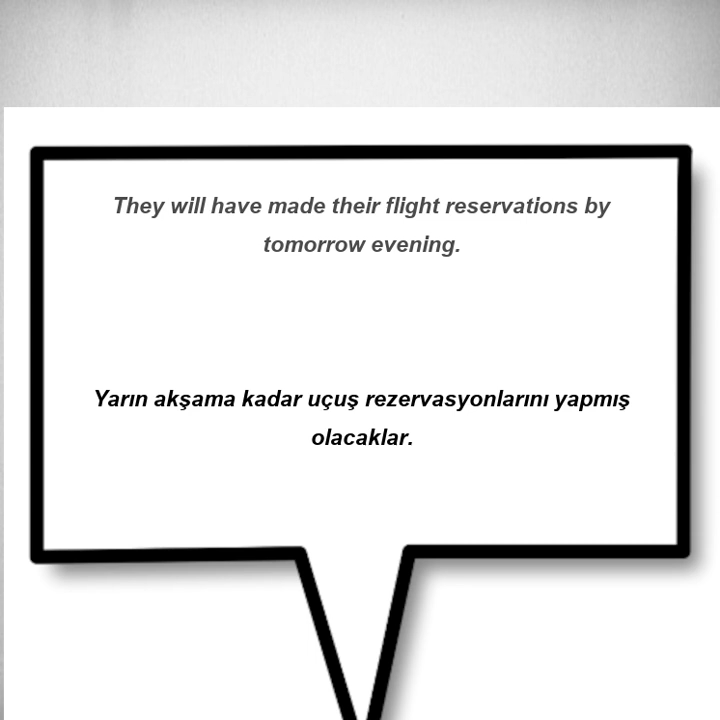 They will have made their flight reservations by
tomorrow evening.
Yarın akşama kadar uçuş rezervasyonlarını yapmış
olacaklar.